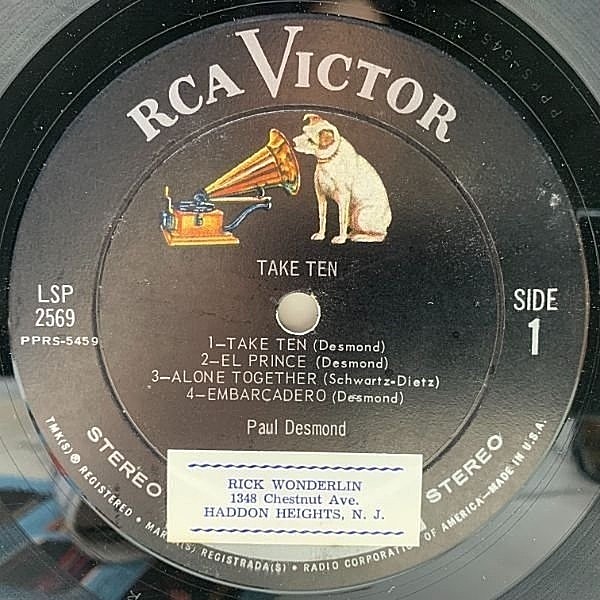 RCA VICTOR
TAKE TEN
LSP
2569
PPRS-5459
SIDE
1
1—TAKE TEN (Desmond)
2—EL PRINCE (Desmond)
3—ALONE TOGETHER (Schwartz-Dietz)
4—EMBARCADERO (Desmond)
Paul Desmond
STEREO
STEREO
RICK WONDERLIN
1348 Chestnut Ave.
HADDON HEIGHTS, N. J.
TMK(S) ® REGISTERED • MARCA(S) REGISTRADA(S) • RADIO CORPORATION OF AMERICA—MADE IN U.S.A.